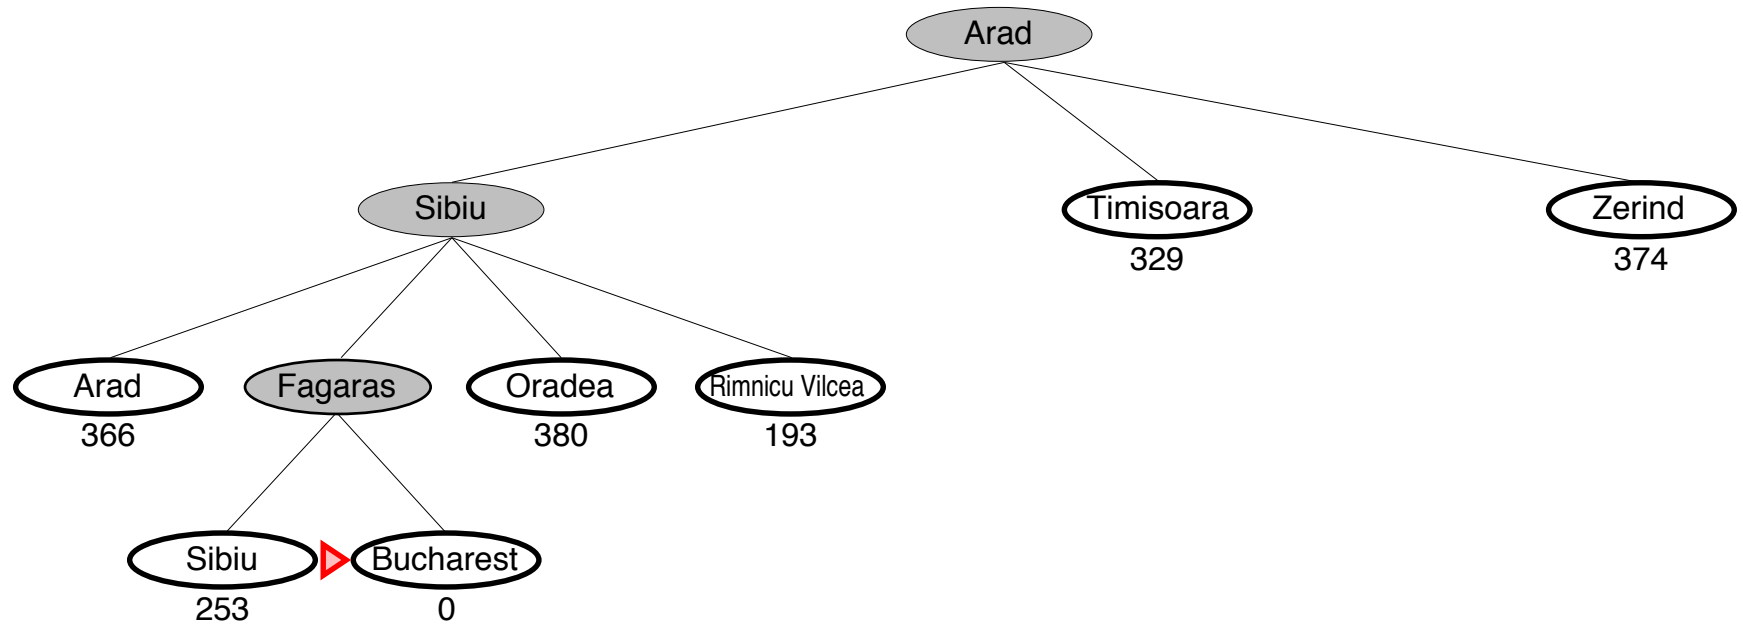 Arad
Sibiu
Timisoara
Zerind
329
374
Arad
Fagaras
Oradea
Rimnicu Vilcea
366
380
193
Sibiu
Bucharest
253
0